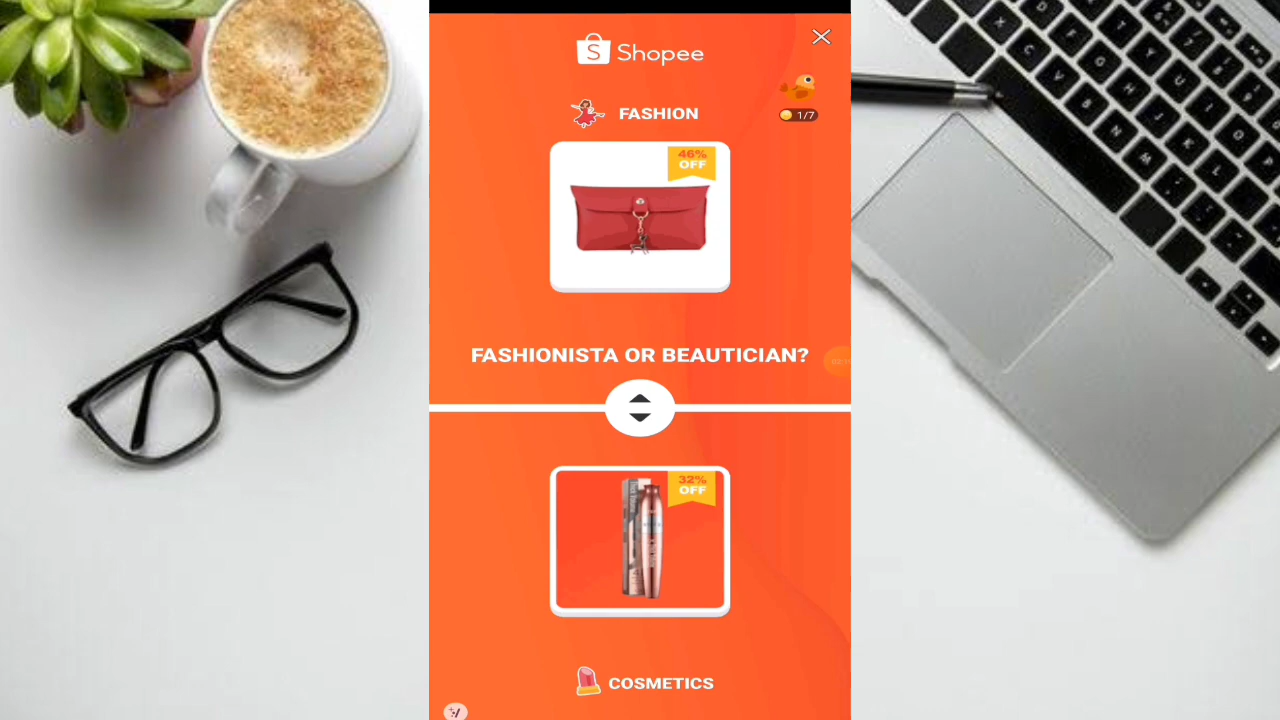 S Shopee
FASHION
1/7
46%
OFF
FASHIONISTA OR BEAUTICIAN?
32%
OFF
COSMETICS